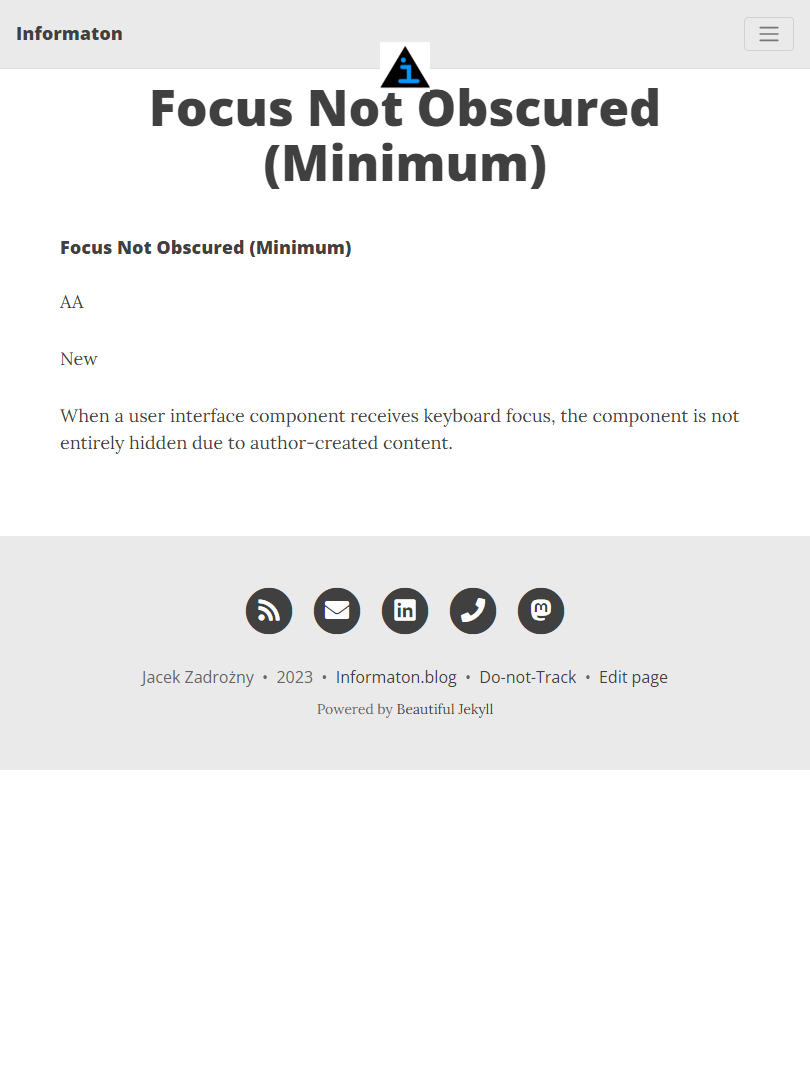 Informaton
Focus Not Obscured
(Minimum)
Focus Not Obscured (Minimum)
AA
New
When a user interface component receives keyboard focus, the component is not
entirely hidden due to author-created content.
Jacek Zadrożny • 2023 • Informaton.blog • Do-not-Track • Edit page
Powered by Beautiful Jekyll